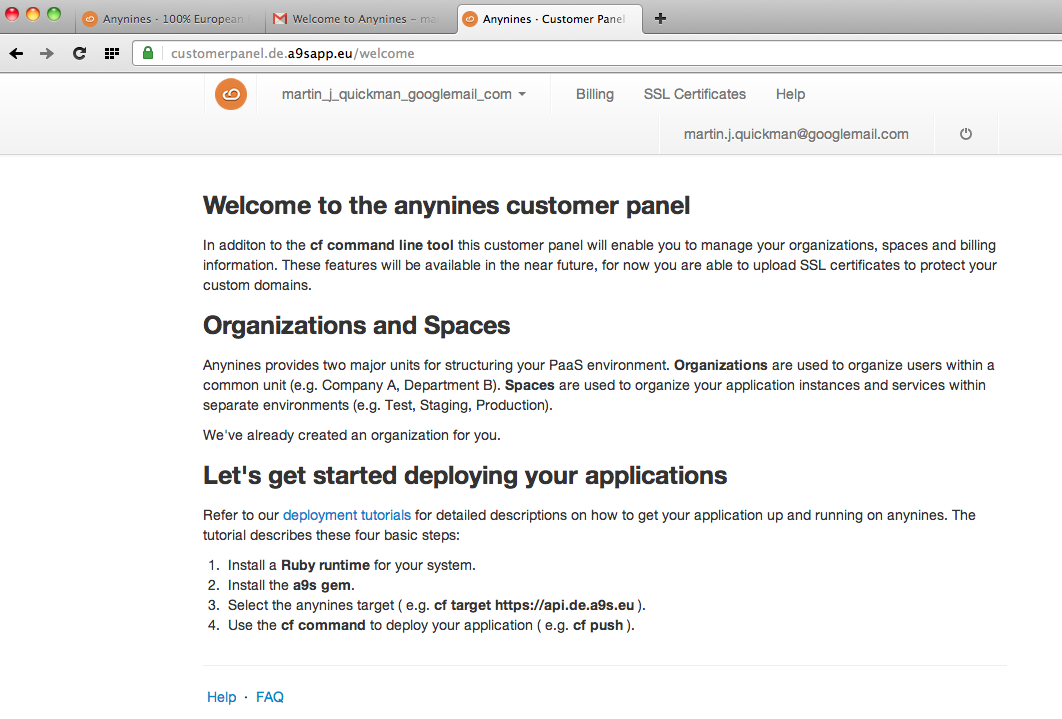 Anynines · 100% European
Welcome to Anynines –
Anynines · Customer Panel
customerpanel.de.a9sapp.eu/welcome
martin_j_quickman_googlemail_com
Billing
SSL Certificates
Help
martin.j.quickman@googlemail.com
Welcome to the anynines customer panel
In additon to the cf command line tool this customer panel will enable you to manage your organizations, spaces and billing
information. These features will be available in the near future, for now you are able to upload SSL certificates to protect your
custom domains.
Organizations and Spaces
Anynines provides two major units for structuring your PaaS environment. Organizations are used to organize users within a
common unit (e.g. Company A, Department B). Spaces are used to organize your application instances and services within
separate environments (e.g. Test, Staging, Production).
We've already created an organization for you.
Let's get started deploying your applications
Refer to our deployment tutorials for detailed descriptions on how to get your application up and running on anynines. The
tutorial describes these four basic steps:
1. Install a Ruby runtime for your system.
2. Install the a9s gem.
3. Select the anynines target ( e.g. cf target https://api.de.a9s.eu ).
4. Use the cf command to deploy your application ( e.g. cf push ).
Help · FAQ